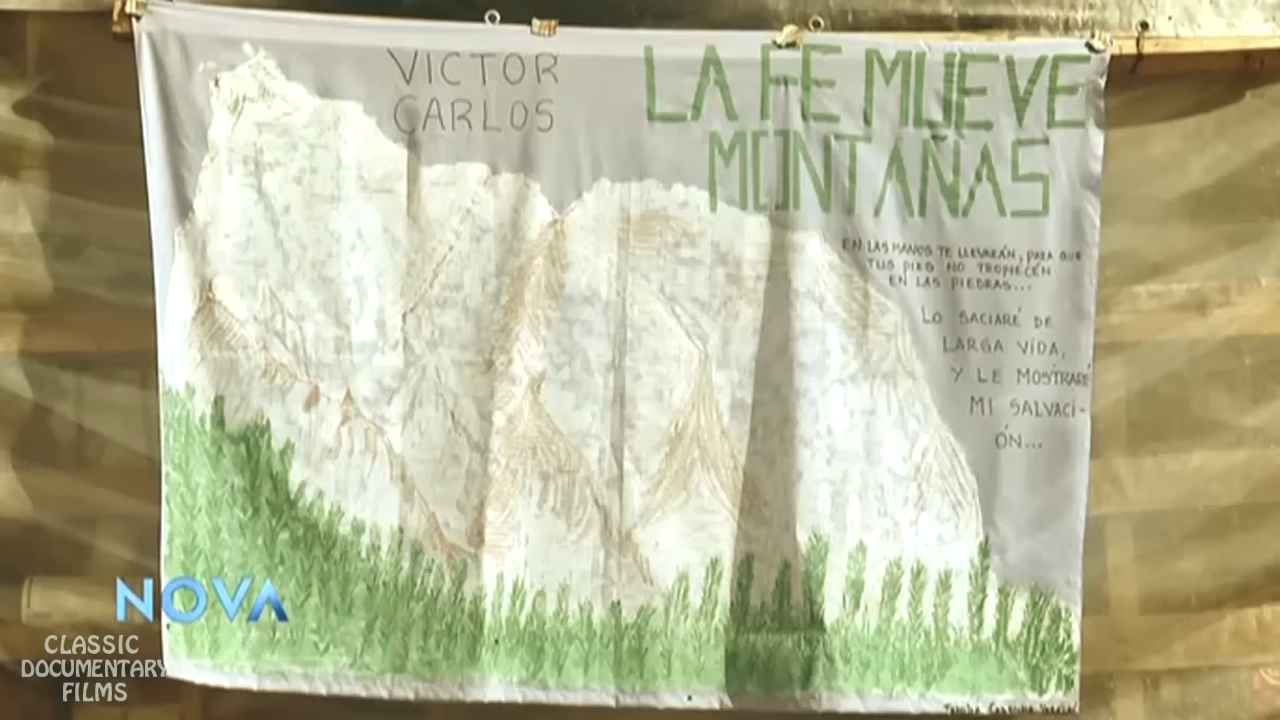 VICTOR
CARLOS
LA FE MUEVE
MONTAÑAS
EN LAS MANOS TE LLEVARÁN, PARA QUE
TUS PIES NO TROPIECEN
EN LAS PIEDRAS...
LO SACIARÉ DE
LARGA VIDA,
Y LE MOSTRARÉ
MI SALVACI-
ÓN...
NOVA
CLASSIC
DOCUMENTARY
FILMS